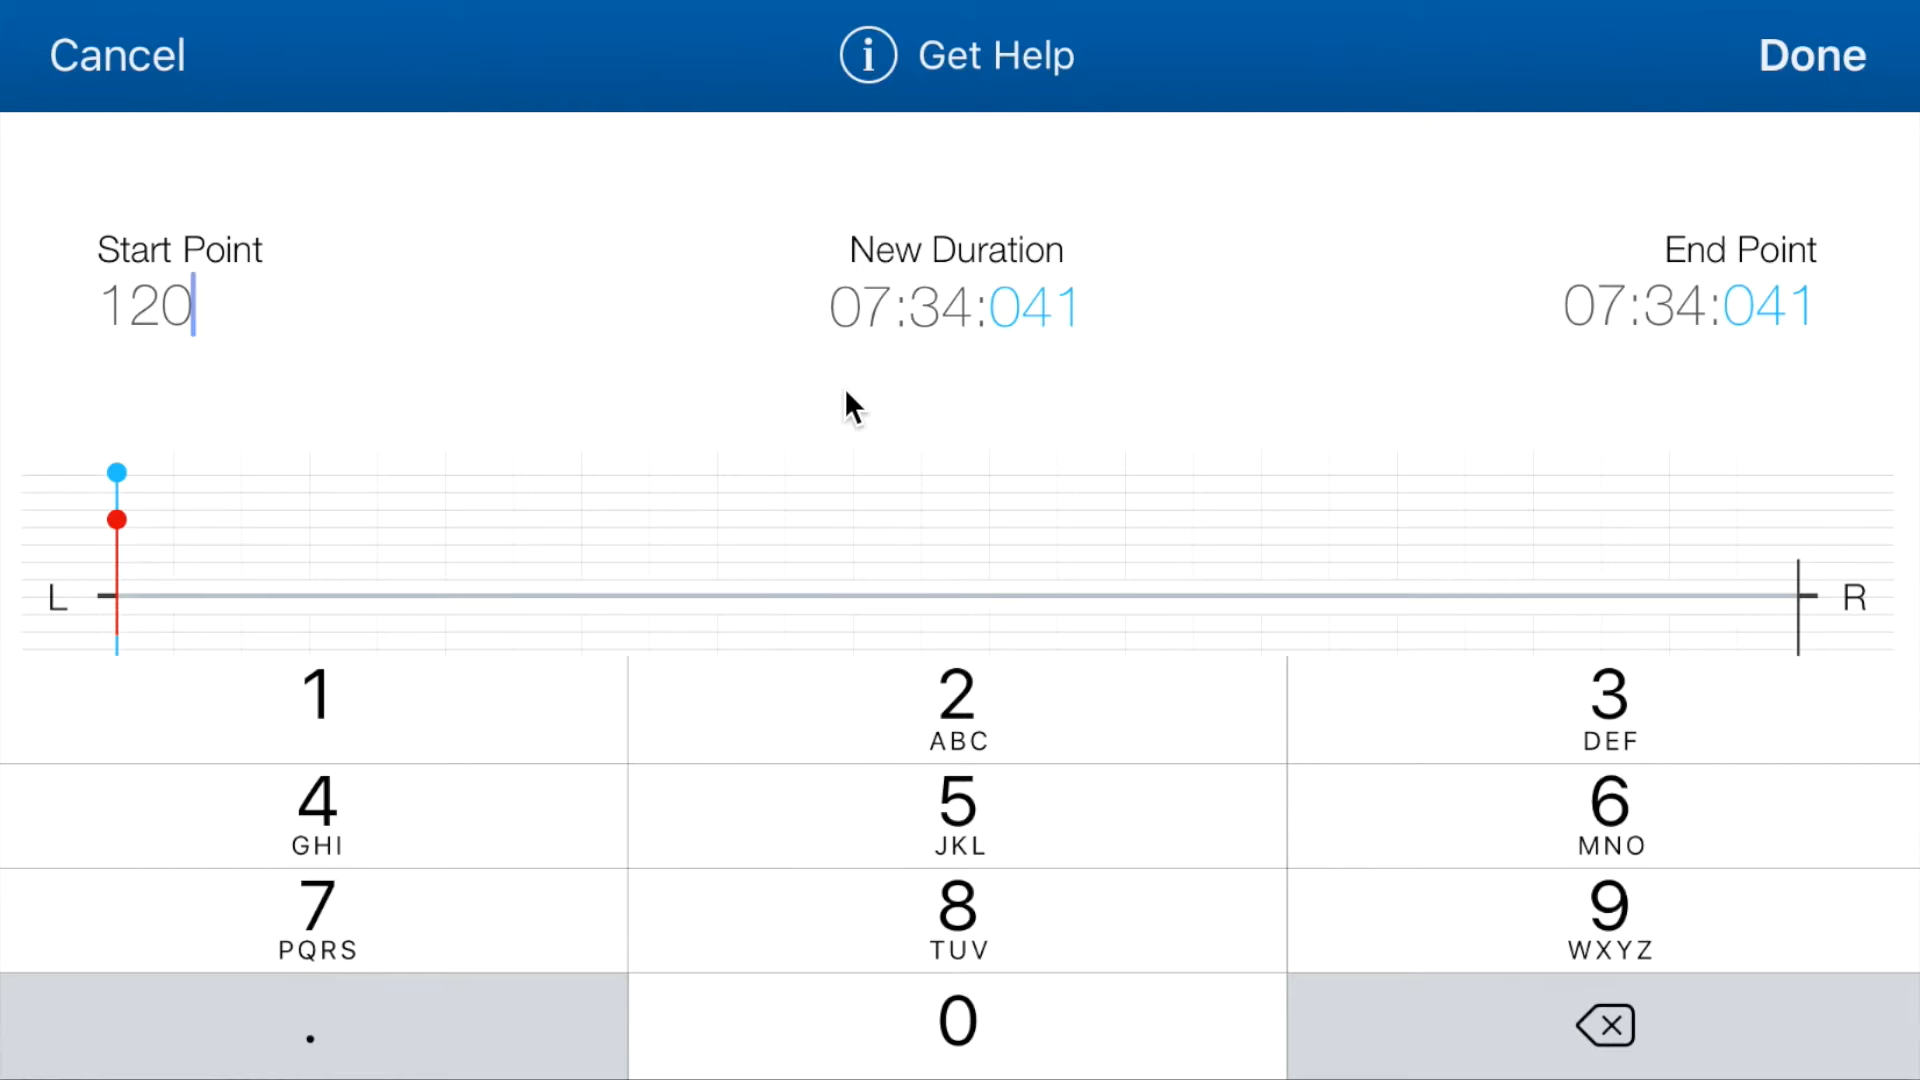 Cancel
i Get Help
Done
Start Point
New Duration
End Point
120
07:34:041
07:34:041
L
R
1
2
ABC
3
DEF
4
GHI
5
JKL
6
MNO
7
PQRS
8
TUV
9
WXYZ
.
0